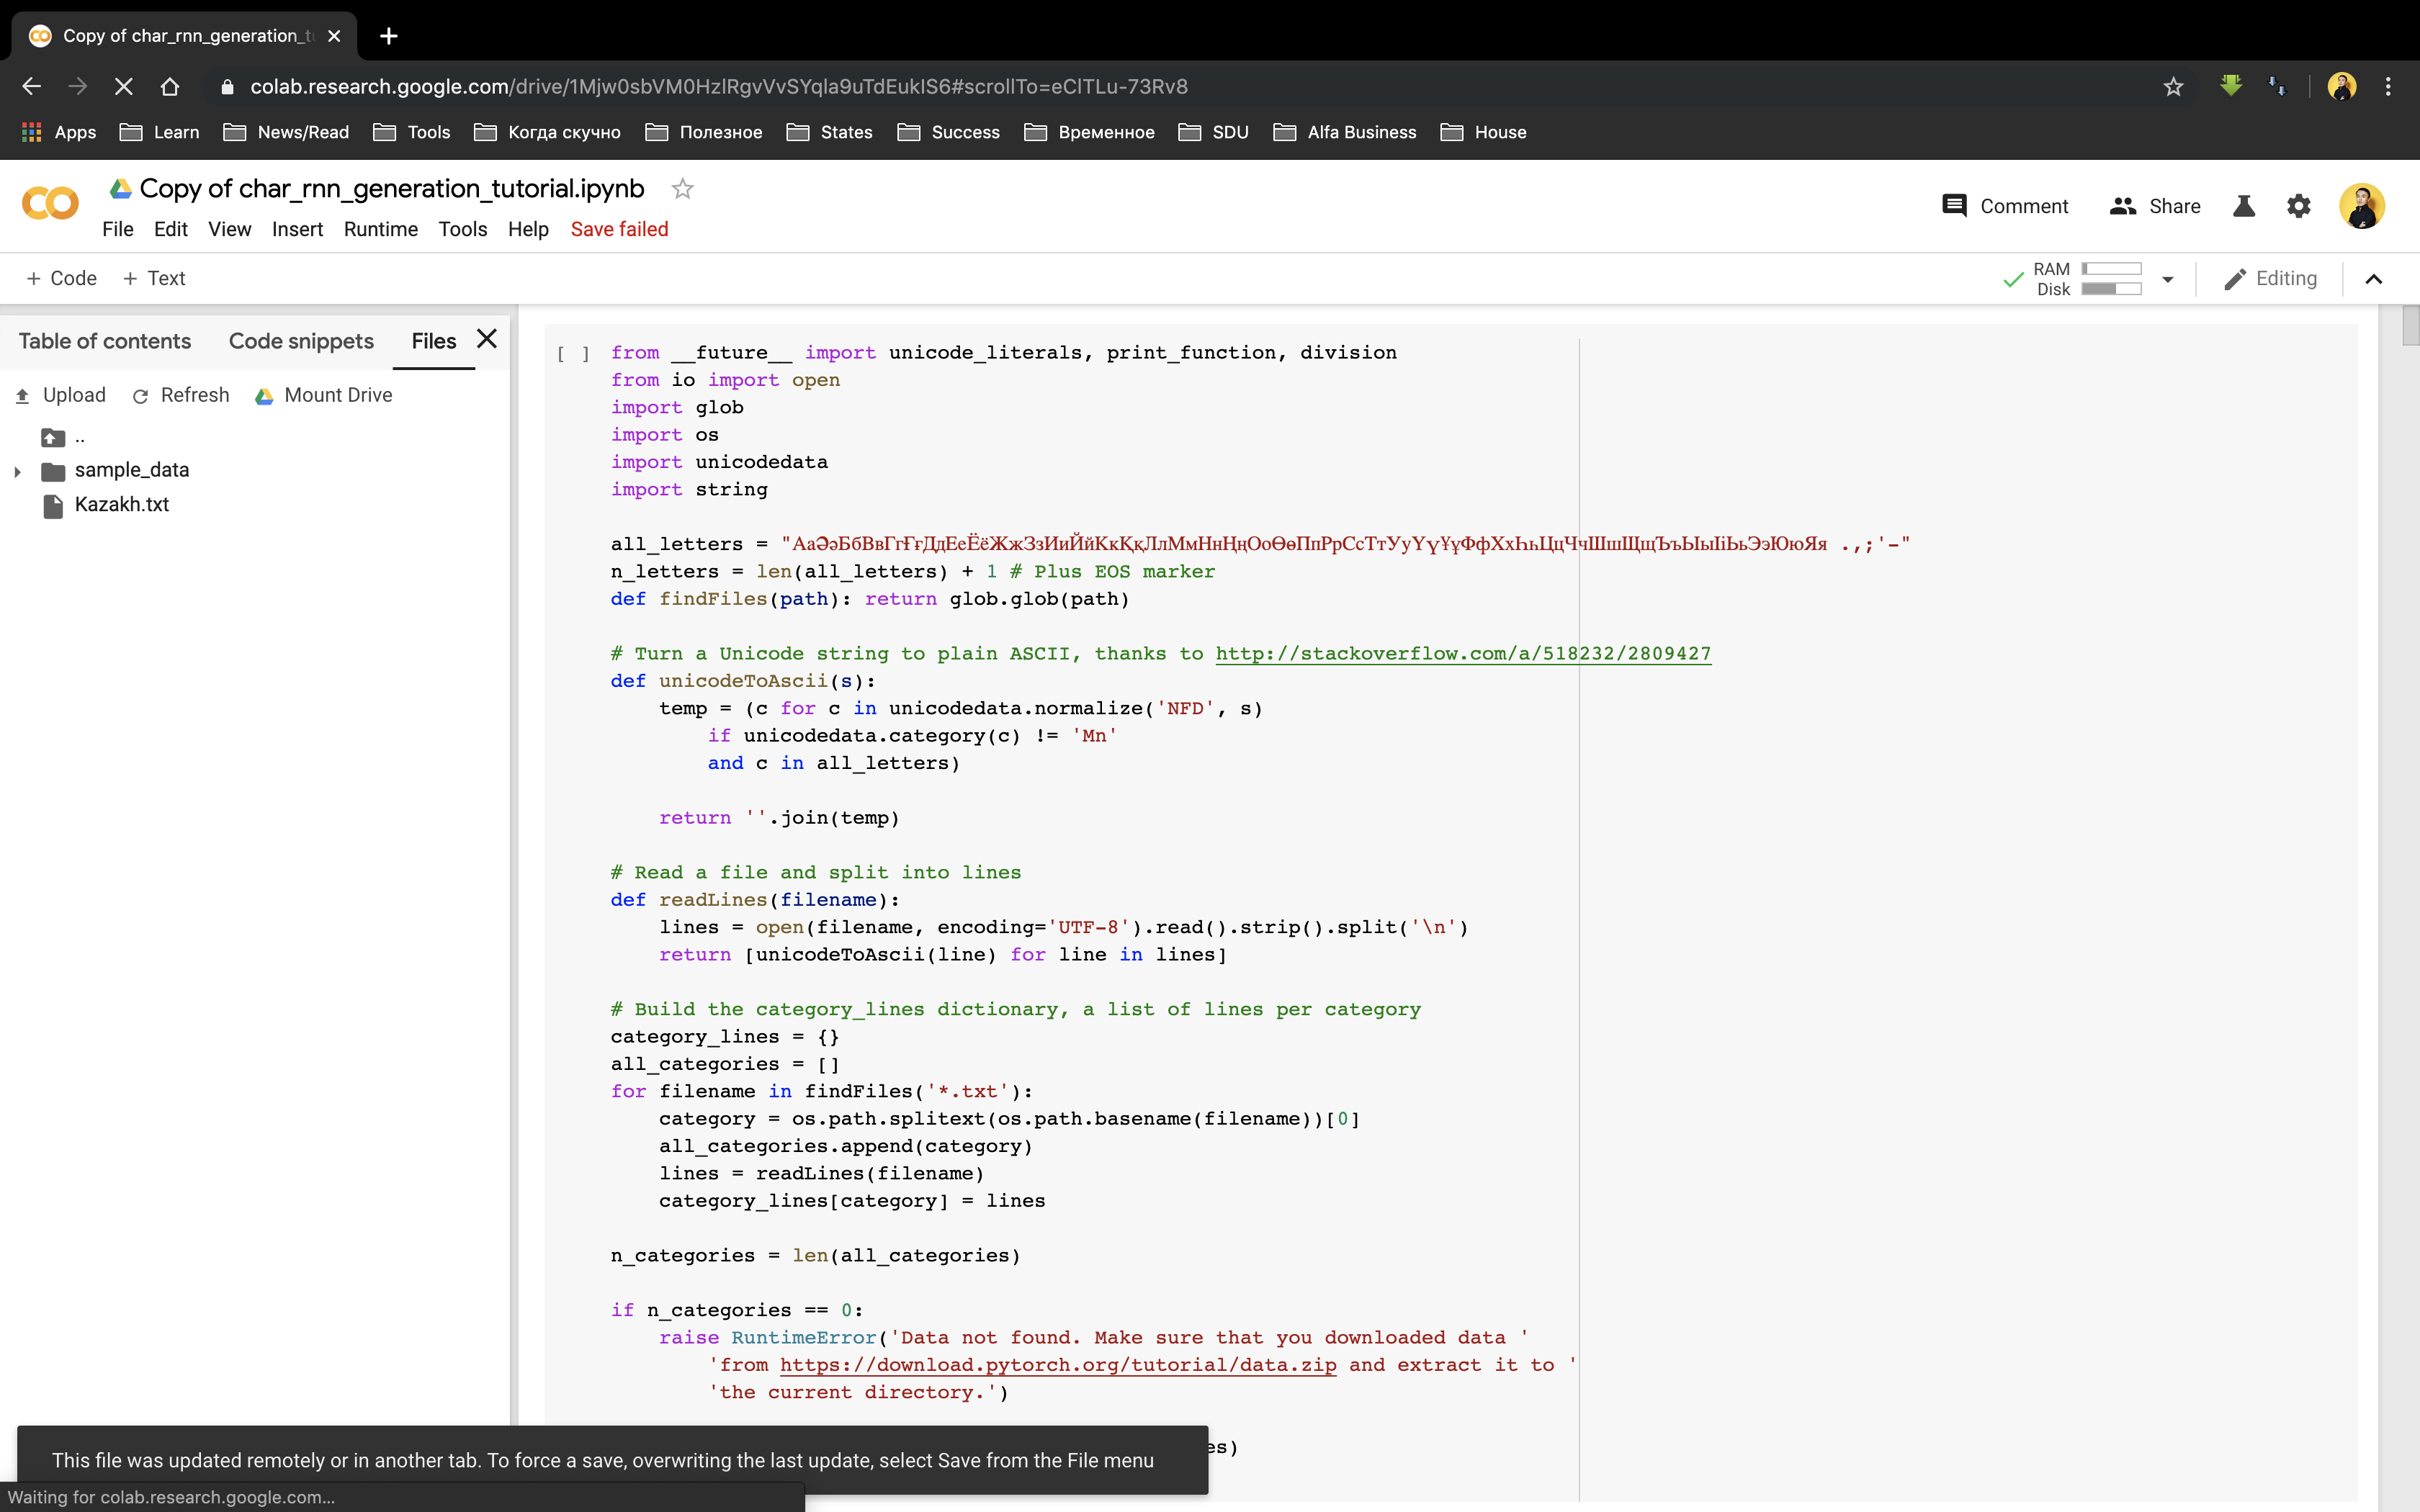 Copy of char_rnn_generation_t
colab.research.google.com/drive/1Mjw0sbVM0HzlRgvVvSYqla9uTdEukIS6#scrollTo=eClTLu-73Rv8
Apps Learn News/Read Tools Когда скучно Полезное States Success Временное SDU Alfa Business House
Copy of char_rnn_generation_tutorial.ipynb
Comment Share
File Edit View Insert Runtime Tools Help Save failed
+ Code + Text
RAM
Disk
Editing
Table of contents Code snippets Files
Upload Refresh Mount Drive
..
sample_data
Kazakh.txt
[ ] from __future__ import unicode_literals, print_function, division
from io import open
import glob
import os
import unicodedata
import string
all_letters = "АаӘәБбВвГгҒғДдЕеЁёЖжЗзИиЙйКкҚқЛлМмНнҢңОоӨөПпРрСсТтУуҮүҰұФфХхҺһЦцЧчШшЩщЪъЫыІіЬьЭэЮюЯя .,;'-"
n_letters = len(all_letters) + 1 # Plus EOS marker
def findFiles(path): return glob.glob(path)
# Turn a Unicode string to plain ASCII, thanks to http://stackoverflow.com/a/518232/2809427
def unicodeToAscii(s):
temp = (c for c in unicodedata.normalize('NFD', s)
if unicodedata.category(c) != 'Mn'
and c in all_letters)
return ''.join(temp)
# Read a file and split into lines
def readLines(filename):
lines = open(filename, encoding='UTF-8').read().strip().split('\n')
return [unicodeToAscii(line) for line in lines]
# Build the category_lines dictionary, a list of lines per category
category_lines = {}
all_categories = []
for filename in findFiles('*.txt'):
category = os.path.splitext(os.path.basename(filename))[0]
all_categories.append(category)
lines = readLines(filename)
category_lines[category] = lines
n_categories = len(all_categories)
if n_categories == 0:
raise RuntimeError('Data not found. Make sure that you downloaded data '
'from https://download.pytorch.org/tutorial/data.zip and extract it to '
'the current directory.')
es)
This file was updated remotely or in another tab. To force a save, overwriting the last update, select Save from the File menu
Waiting for colab.research.google.com...